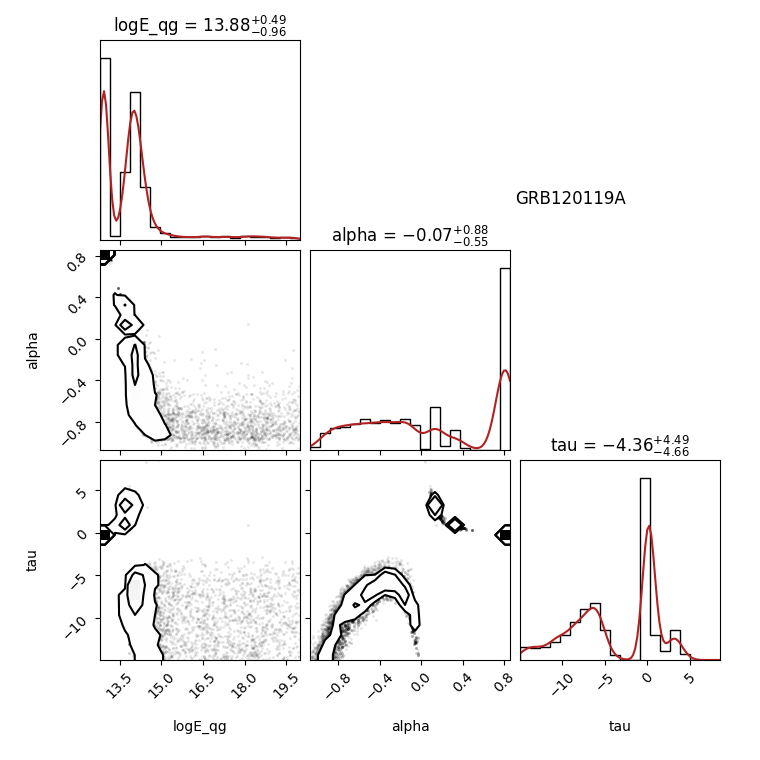 logE_qg = 13.88+0.49 −0.96
GRB120119A
alpha = −0.07+0.88 −0.55
0.8
0.4
0.0
−0.4
−0.8
alpha
tau = −4.36+4.49 −4.66
5
0
−5
−10
tau
13.5 15.0 16.5 18.0 19.5
−0.8 −0.4 0.0 0.4 0.8
−10 −5 0 5
logE_qg alpha tau